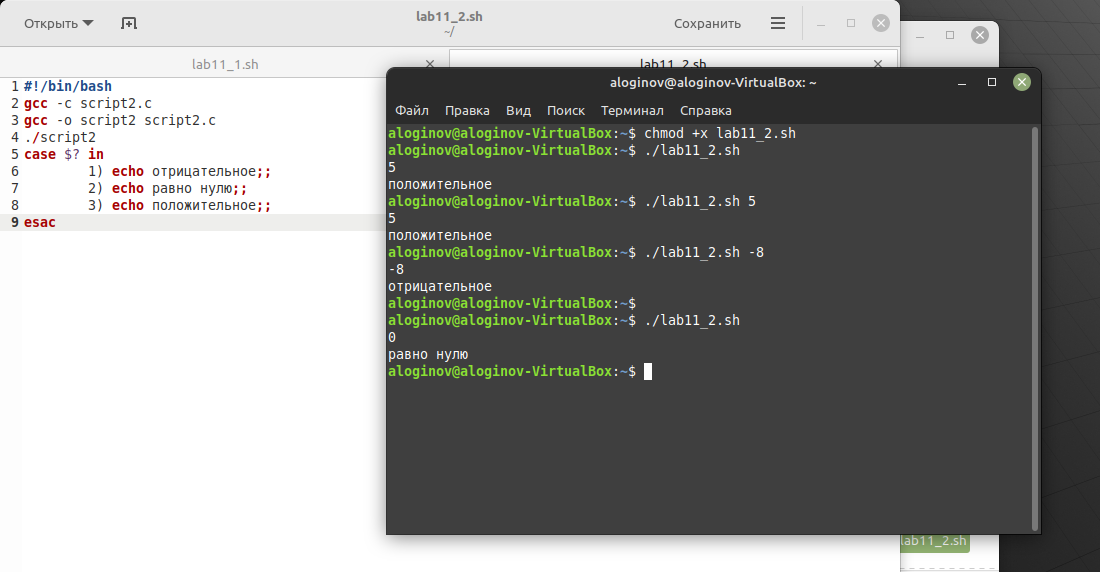 Открыть
lab11_2.sh
~/
Сохранить
lab11_1.sh
lab11_2.sh
1 #!/bin/bash
2 gcc -c script2.c
3 gcc -o script2 script2.c
4 ./script2
5 case $? in
6 1) echo отрицательное;;
7 2) echo равно нулю;;
8 3) echo положительное;;
9 esac
aloginov@aloginov-VirtualBox: ~
Файл Правка Вид Поиск Терминал Справка
aloginov@aloginov-VirtualBox:~$ chmod +x lab11_2.sh
aloginov@aloginov-VirtualBox:~$ ./lab11_2.sh
5
положительное
aloginov@aloginov-VirtualBox:~$ ./lab11_2.sh 5
5
положительное
aloginov@aloginov-VirtualBox:~$ ./lab11_2.sh -8
-8
отрицательное
aloginov@aloginov-VirtualBox:~$
aloginov@aloginov-VirtualBox:~$ ./lab11_2.sh
0
равно нулю
aloginov@aloginov-VirtualBox:~$
lab11_2.sh